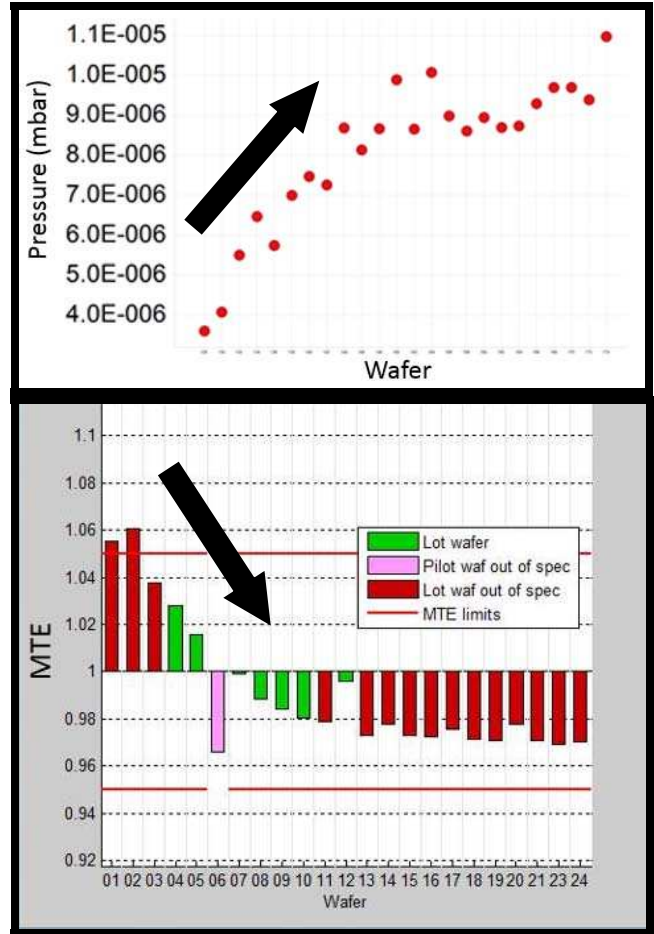 1.1E-005
1.0E-005
9.0E-006
8.0E-006
7.0E-006
6.0E-006
5.0E-006
4.0E-006
Pressure (mbar)
Wafer
1.1
1.08
1.06
1.04
1.02
1
0.98
0.96
0.94
0.92
MTE
Lot wafer
Pilot waf out of spec
Lot waf out of spec
MTE limits
01 02 03 04 05 06 07 08 09 10 11 12 13 14 15 16 17 18 19 20 21 23 24
Wafer